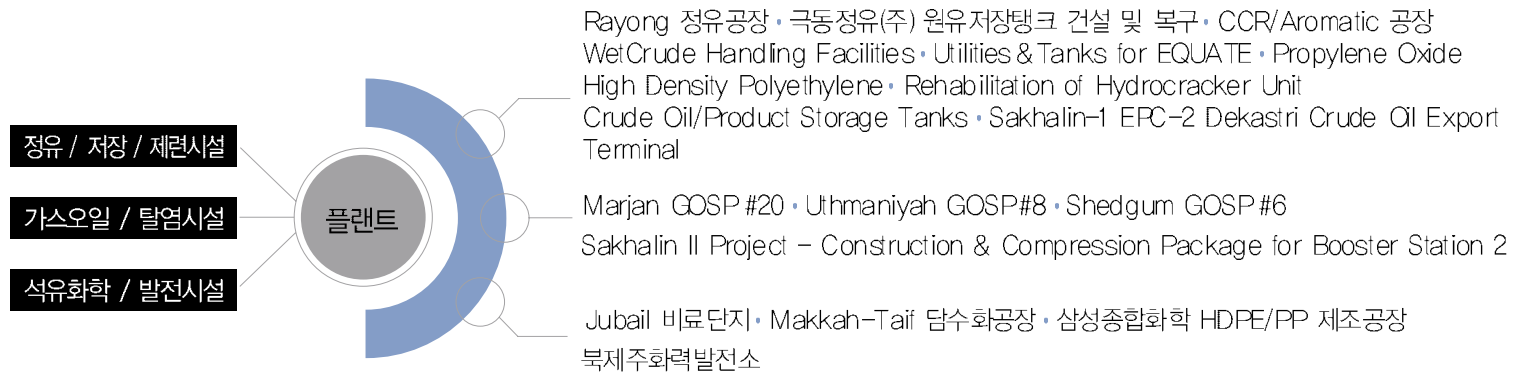 정유 / 저장 / 제련시설
가스오일 / 탈염시설
석유화학 / 발전시설
플랜트
Rayong 정유공장 · 극동정유(주) 원유저장탱크 건설 및 복구 · CCR/Aromatic 공장
WetCrude Handling Facilities · Utilities & Tanks for EQUATE · Propylene Oxide
High Density Polyethylene · Rehabilitation of Hydrocracker Unit
Crude Oil/Product Storage Tanks · Sakhalin-1 EPC-2 Dekastri Crude Oil Export
Terminal
Marjan GOSP #20 · Uthmaniyah GOSP#8 · Shedgum GOSP #6
Sakhalin II Project - Construction & Compression Package for Booster Station 2
Jubail 비료단지 · Makkah-Taif 담수화공장 · 삼성종합화학 HDPE/PP 제조공장
북제주화력발전소